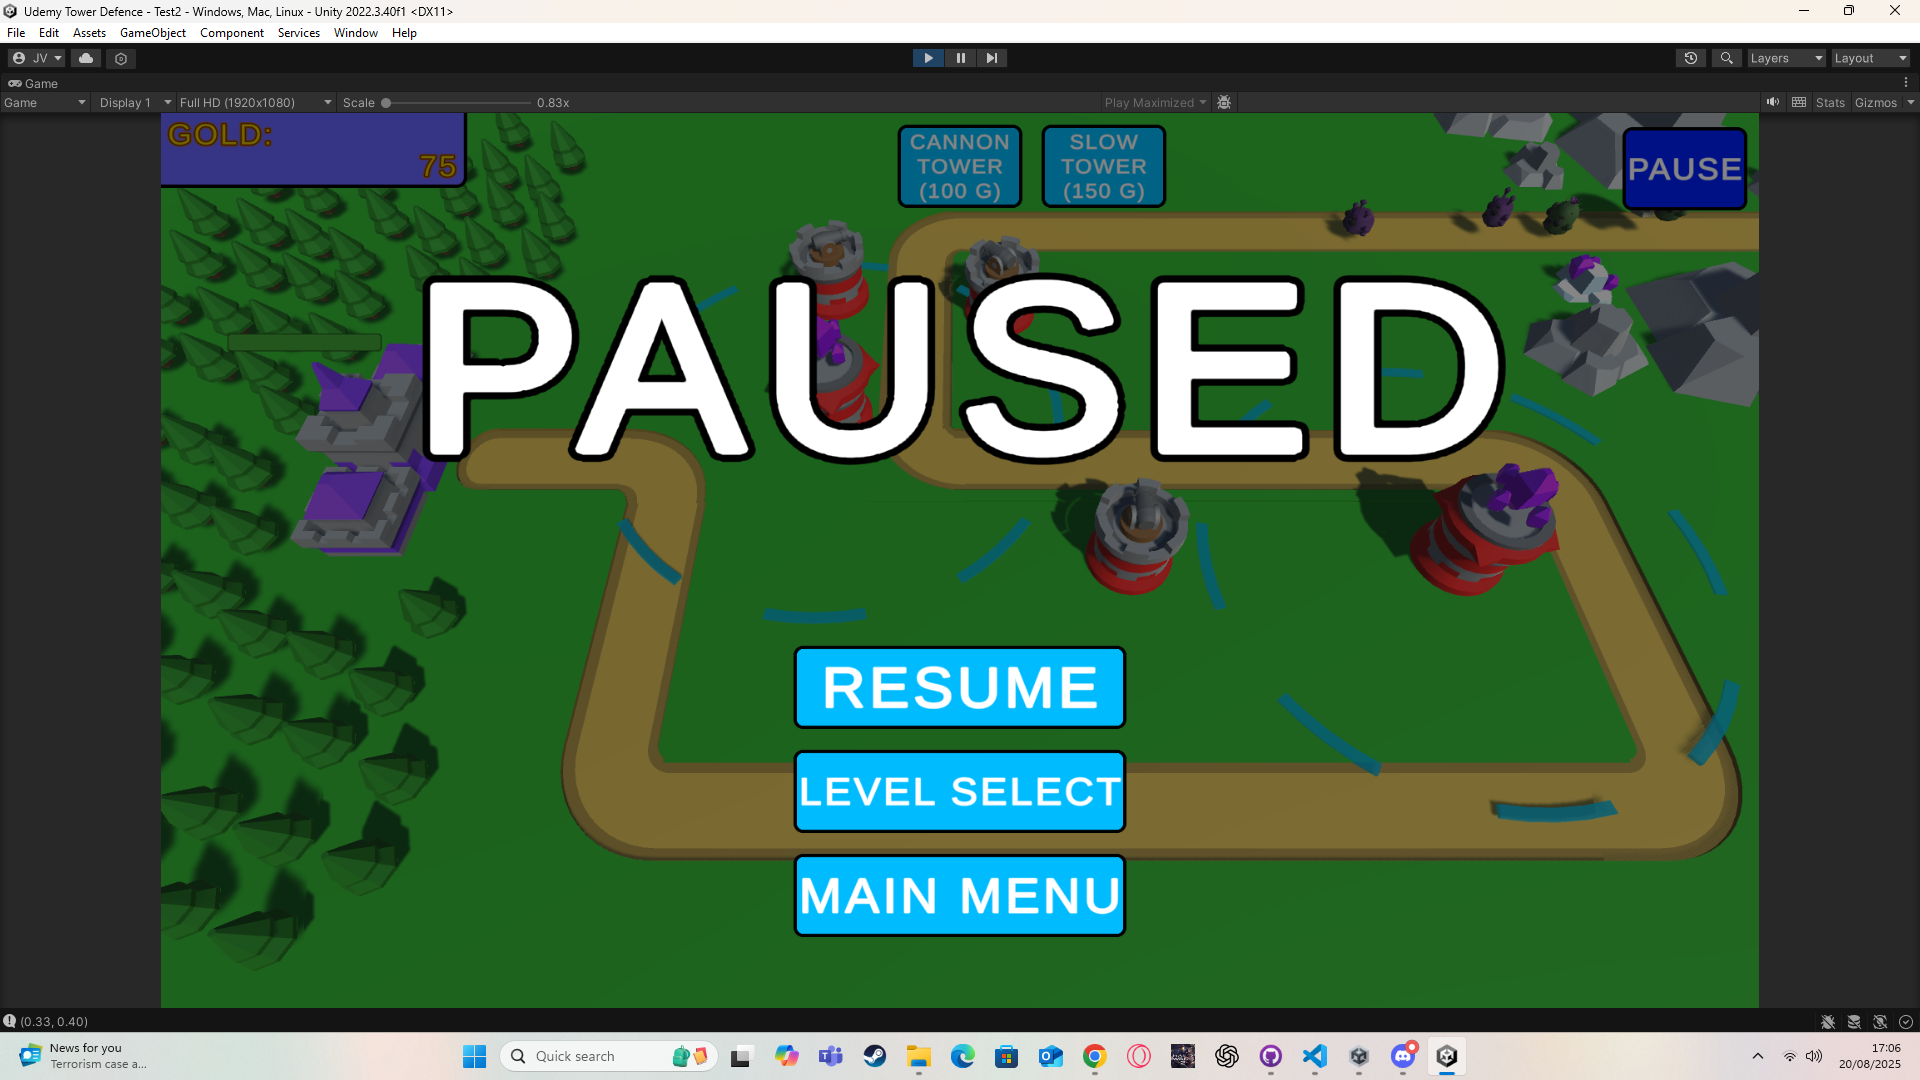 Udemy Tower Defence - Test2 - Windows, Mac, Linux - Unity 2022.3.40f1 <DX11>
File Edit Assets GameObject Component Services Window Help
JV Layers Layout
Game
Game Display 1 Full HD (1920x1080) Scale 0.83x Play Maximized Stats Gizmos
GOLD:
75
CANNON
TOWER
(100 G)
SLOW
TOWER
(150 G)
PAUSE
PAUSED
RESUME
LEVEL SELECT
MAIN MENU
(0.33, 0.40)
News for you
Terrorism case a...
Quick search
17:06
20/08/2025